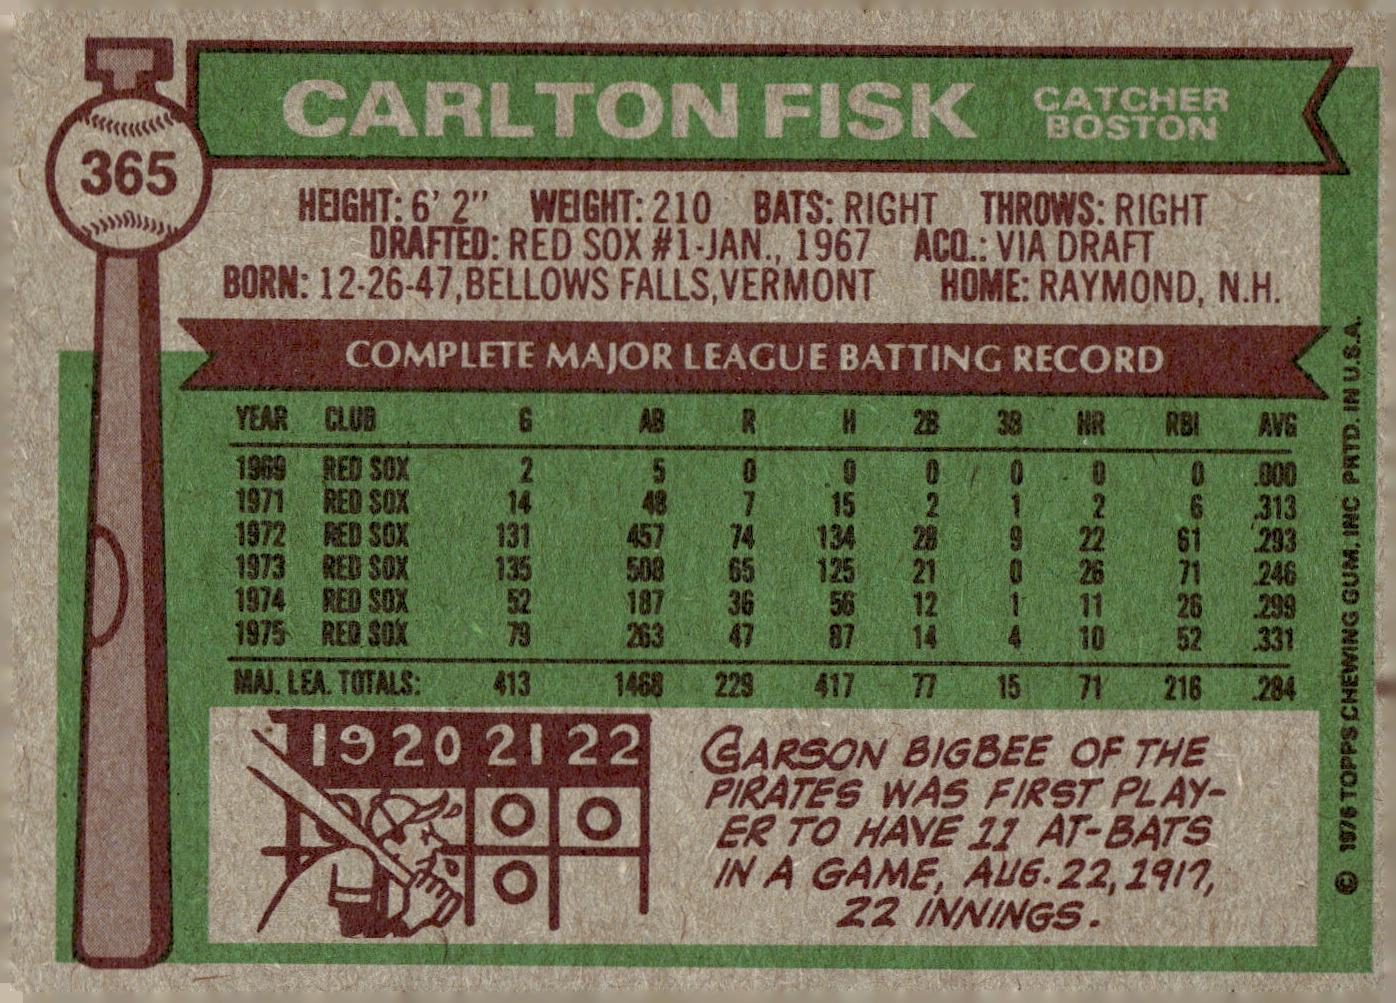 CARLTON FISK CATCHER
BOSTON
365
HEIGHT: 6' 2" WEIGHT: 210 BATS: RIGHT THROWS: RIGHT
DRAFTED: RED SOX #1-JAN., 1967 ACQ.: VIA DRAFT
BORN: 12-26-47, BELLOWS FALLS, VERMONT HOME: RAYMOND, N.H.
COMPLETE MAJOR LEAGUE BATTING RECORD
YEAR CLUB G AB R H 2B 3B HR RBI AVG
1969 RED SOX 2 5 0 0 0 0 0 0 .000
1971 RED SOX 14 48 7 15 2 1 2 6 .313
1972 RED SOX 131 457 74 134 28 9 22 61 .293
1973 RED SOX 135 508 65 125 21 0 26 71 .246
1974 RED SOX 52 187 36 56 12 1 11 26 .299
1975 RED SOX 79 263 47 87 14 4 10 52 .331
MAJ. LEA. TOTALS: 413 1468 229 417 77 15 71 216 .284
19 20 21 22
O O O
O
CARSON BIGBEE OF THE
PIRATES WAS FIRST PLAY-
ER TO HAVE 11 AT-BATS
IN A GAME, AUG. 22, 1917,
22 INNINGS.
© 1976 TOPPS CHEWING GUM, INC PRTD. IN U.S.A.